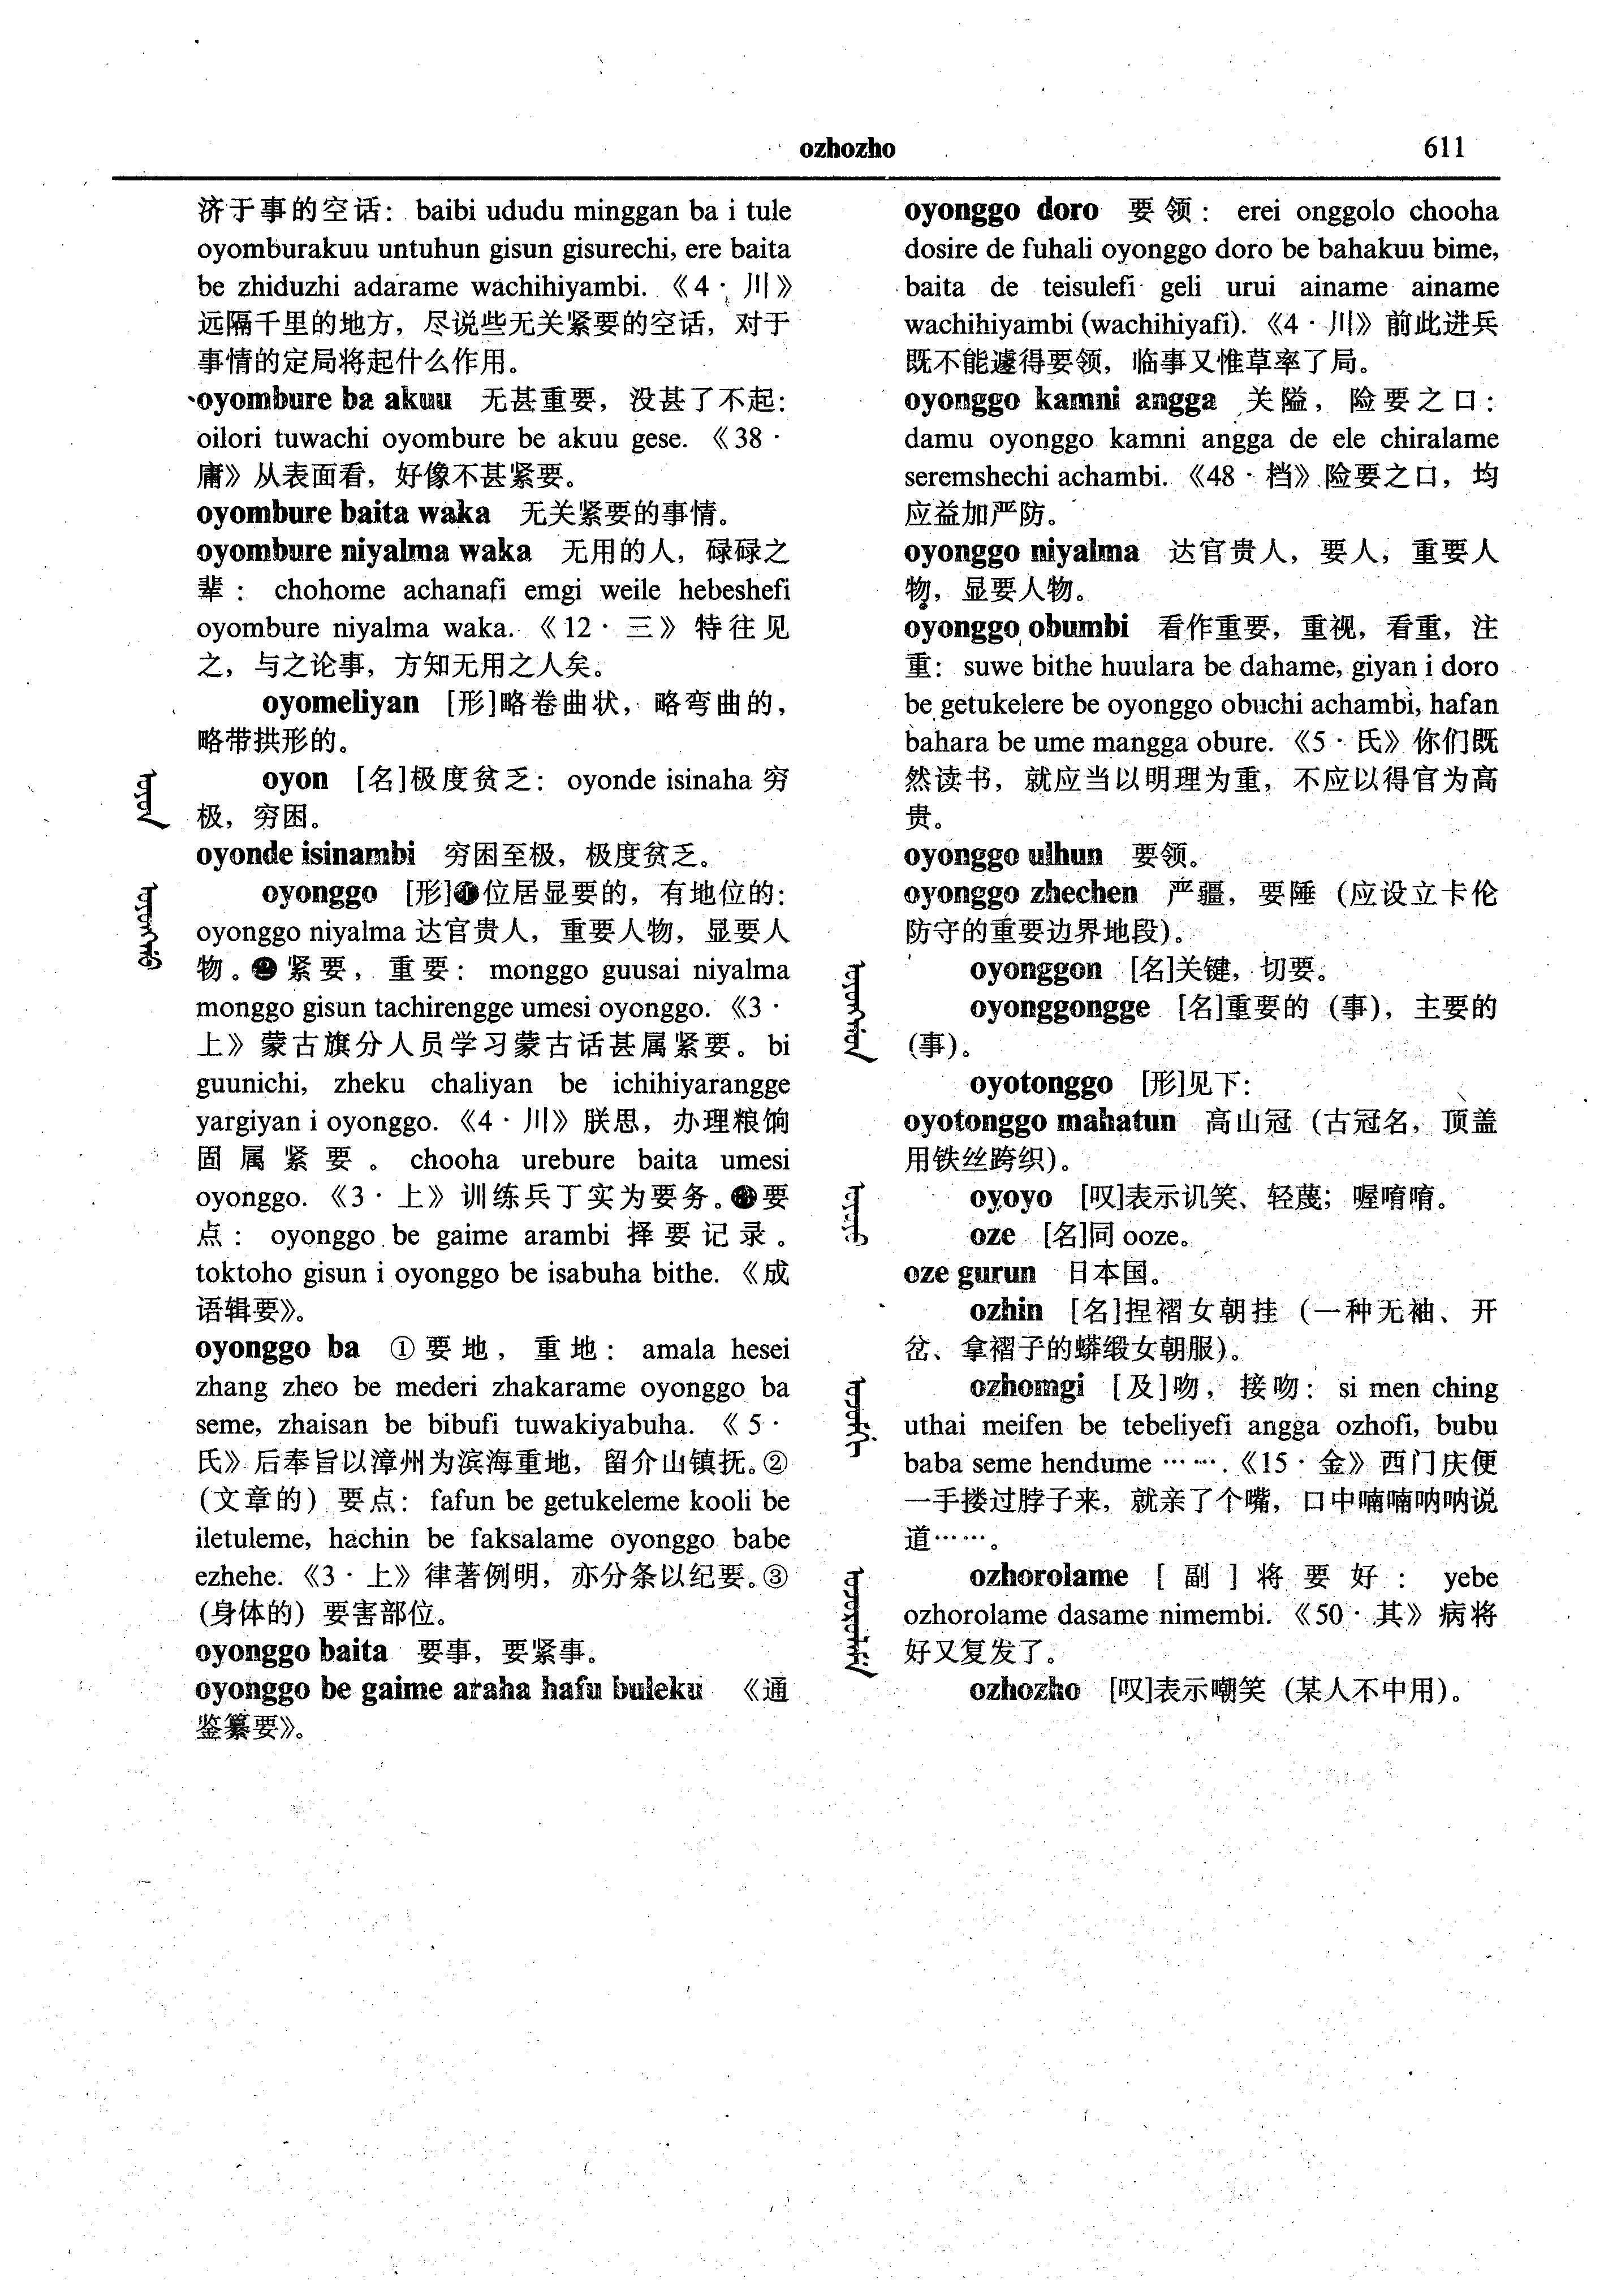 ozhozho
611
济于事的空话：baibi ududu minggan ba i tule
oyomburakuu untuhun gisun gisurechi, ere baita
be zhiduzhi adarame wachihiyambi.《4·川》
远隔千里的地方，尽说些无关紧要的空话，对于
事情的定局将起什么作用。
oyombure ba akuu 无甚重要，没甚了不起：
oilori tuwachi oyombure be akuu gese.《38·
庸》从表面看，好像不甚紧要。
oyombure baita waka 无关紧要的事情。
oyombure niyalma waka 无用的人，碌碌之
辈：chohome achanafi emgi weile hebeshefi
oyombure niyalma waka.《12·三》特往见
之，与之论事，方知无用之人矣。
oyomeliyan [形]略卷曲状，略弯曲的，
略带拱形的。
oyon [名]极度贫乏：oyonde isinaha 穷
极，穷困。
oyonde isinambi 穷困至极，极度贫乏。
oyonggo [形]❶位居显要的，有地位的：
oyonggo niyalma 达官贵人，重要人物，显要人
物。❷紧要，重要：monggo guusai niyalma
monggo gisun tachirengge umesi oyonggo.《3·
上》蒙古旗分人员学习蒙古话甚属紧要。bi
guunichi, zheku chaliyan be ichihiyarangge
yargiyan i oyonggo.《4·川》朕思，办理粮饷
固属紧要。chooha urebure baita umesi
oyonggo.《3·上》训练兵丁实为要务。❸要
点：oyonggo be gaime arambi 择要记录。
toktoho gisun i oyonggo be isabuha bithe.《成
语辑要》。
oyonggo ba ①要地，重地：amala hesei
zhang zheo be mederi zhakarame oyonggo ba
seme, zhaisan be bibufi tuwakiyabuha.《5·
氏》后奉旨以漳州为滨海重地，留介山镇抚。②
（文章的）要点：fafun be getukeleme kooli be
iletuleme, hachin be faksalame oyonggo babe
ezhehe.《3·上》律著例明，亦分条以纪要。③
（身体的）要害部位。
oyonggo baita 要事，要紧事。
oyonggo be gaime araha hafu buleku 《通
鉴纂要》。
oyonggo doro 要领：erei onggolo chooha
dosire de fuhali oyonggo doro be bahakuu bime,
baita de teisulefi geli urui ainame ainame
wachihiyambi (wachihiyafi).《4·川》前此进兵
既不能遽得要领，临事又惟草率了局。
oyonggo kamni angga 关隘，险要之口：
damu oyonggo kamni angga de ele chiralame
seremshechi achambi.《48·档》险要之口，均
应益加严防。
oyonggo niyalma 达官贵人，要人，重要人
物，显要人物。
oyonggo obumbi 看作重要，重视，看重，注
重：suwe bithe huulara be dahame, giyan i doro
be getukelere be oyonggo obuchi achambi, hafan
bahara be ume mangga obure.《5·氏》你们既
然读书，就应当以明理为重，不应以得官为高
贵。
oyonggo ulhun 要领。
oyonggo zhechen 严疆，要陲（应设立卡伦
防守的重要边界地段）。
oyonggon [名]关键，切要。
oyonggongge [名]重要的（事），主要的
（事）。
oyotonggo [形]见下：
oyotonggo mahatun 高山冠（古冠名，顶盖
用铁丝跨织）。
oyoyo [叹]表示讥笑、轻蔑；喔唷唷。
oze [名]同 ooze。
oze gurun 日本国。
ozhin [名]捏褶女朝挂（一种无袖、开
岔、拿褶子的蟒缎女朝服）。
ozhomgi [及]吻，接吻：si men ching
uthai meifen be tebeliyefi angga ozhofi, bubu
baba seme hendume …….《15·金》西门庆便
一手搂过脖子来，就亲了个嘴，口中喃喃呐呐说
道……。
ozhorolame [副]将要好：yebe
ozhorolame dasame nimembi.《50·其》病将
好又复发了。
ozhozho [叹]表示嘲笑（某人不中用）。